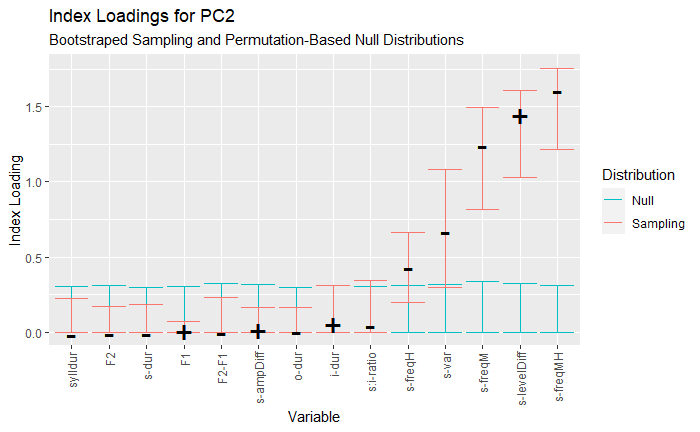 Index Loadings for PC2
Bootstraped Sampling and Permutation-Based Null Distributions
Index Loading
1.5
1.0
0.5
0.0
sylldur
F2
s-dur
F1
F2-F1
s-ampDiff
o-dur
i-dur
s:i-ratio
s-freqH
s-var
s-freqM
s-levelDiff
s-freqMH
Variable
Distribution
Null
Sampling